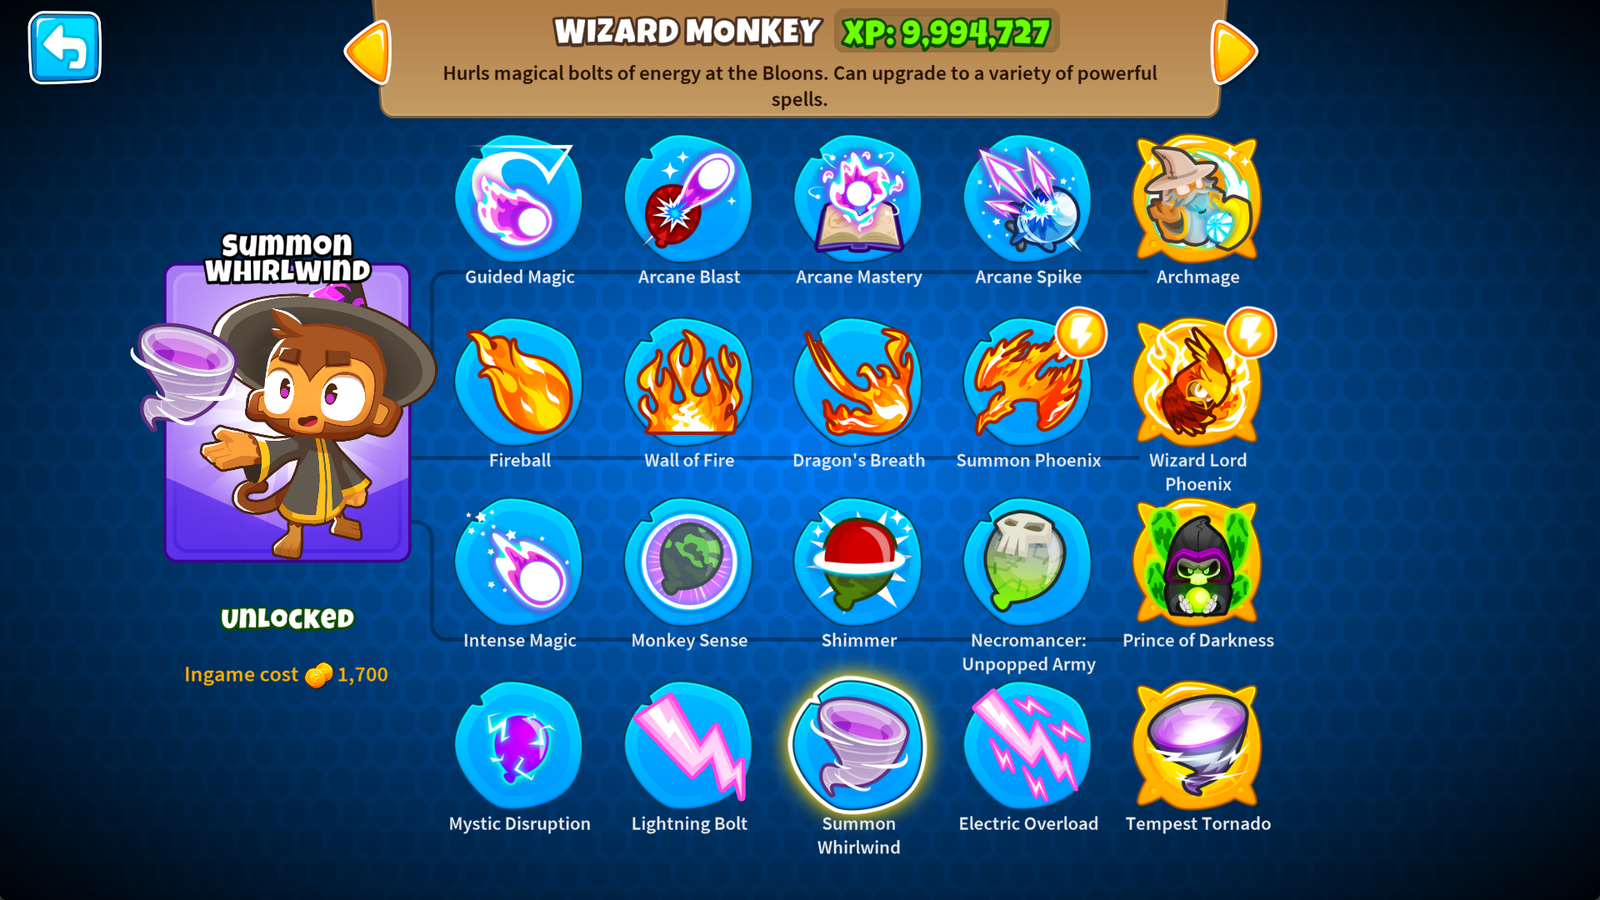 WIZARD MONKEY XP: 9,994,727
Hurls magical bolts of energy at the Bloons. Can upgrade to a variety of powerful
spells.
SUMMON
WHIRLWIND
Guided Magic
Arcane Blast
Arcane Mastery
Arcane Spike
Archmage
Fireball
Wall of Fire
Dragon's Breath
Summon Phoenix
Wizard Lord
Phoenix
Intense Magic
Monkey Sense
Shimmer
Necromancer:
Unpopped Army
Prince of Darkness
UNLOCKED
Ingame cost 1,700
Mystic Disruption
Lightning Bolt
Summon
Whirlwind
Electric Overload
Tempest Tornado